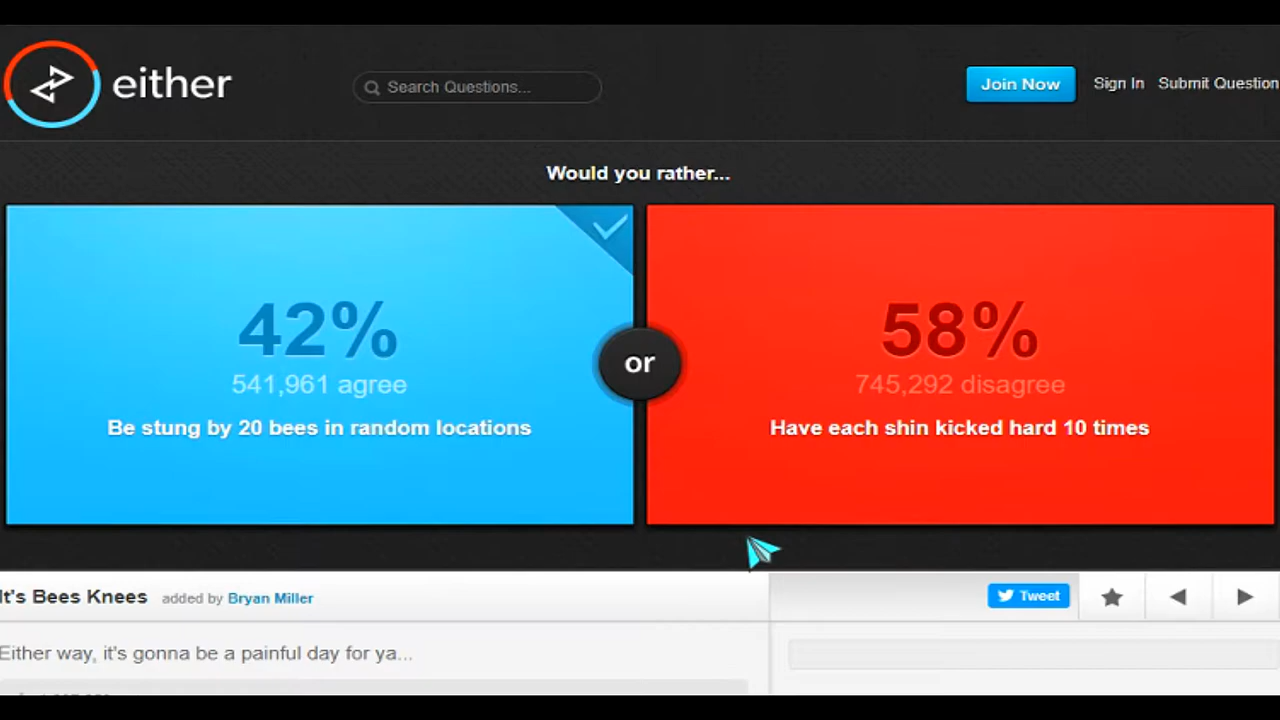 either
Search Questions...
Join Now
Sign In
Submit Question
Would you rather...
42%
541,961 agree
Be stung by 20 bees in random locations
or
58%
745,292 disagree
Have each shin kicked hard 10 times
It's Bees Knees added by Bryan Miller
Tweet
Either way, it's gonna be a painful day for ya...